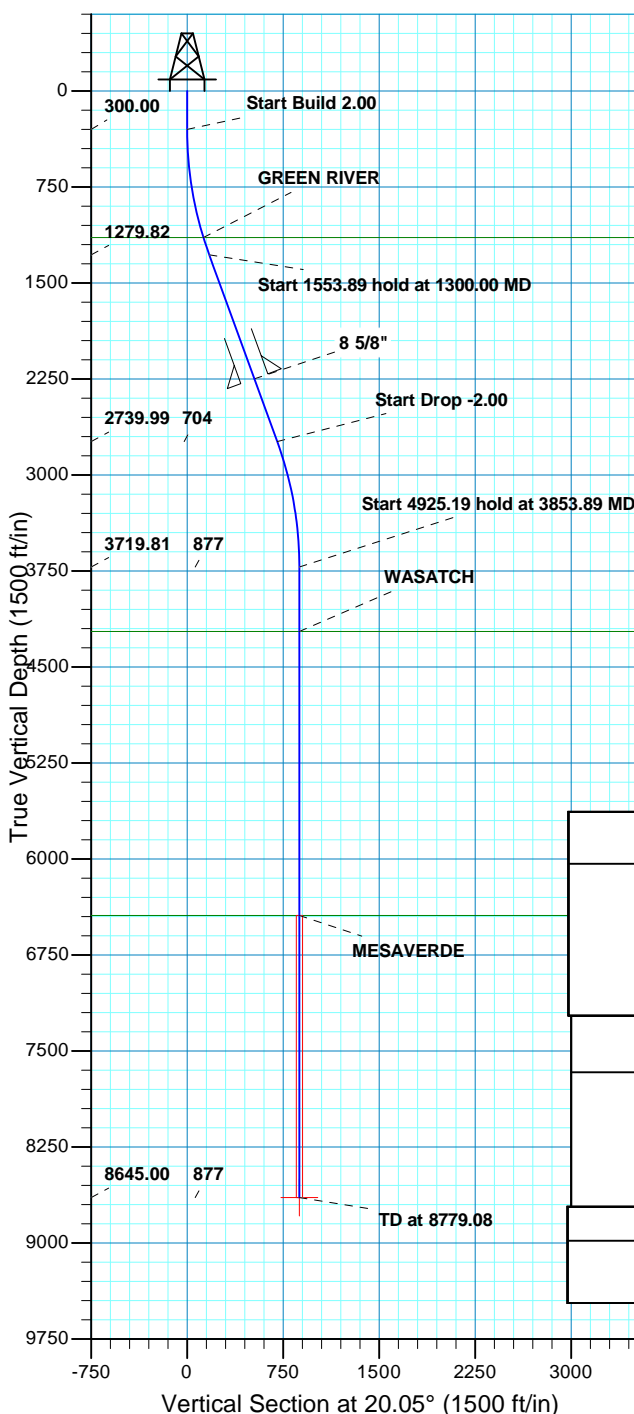 0
300.00
Start Build 2.00
GREEN RIVER
750
1279.82
1500
Start 1553.89 hold at 1300.00 MD
8 5/8"
2250
Start Drop -2.00
2739.99 704
3000
Start 4925.19 hold at 3853.89 MD
3719.81 877
3750
WASATCH
4500
5250
6000
MESAVERDE
6750
7500
8250
8645.00 877
TD at 8779.08
9000
9750
True Vertical Depth (1500 ft/in)
-750 0 750 1500 2250 3000
Vertical Section at 20.05° (1500 ft/in)